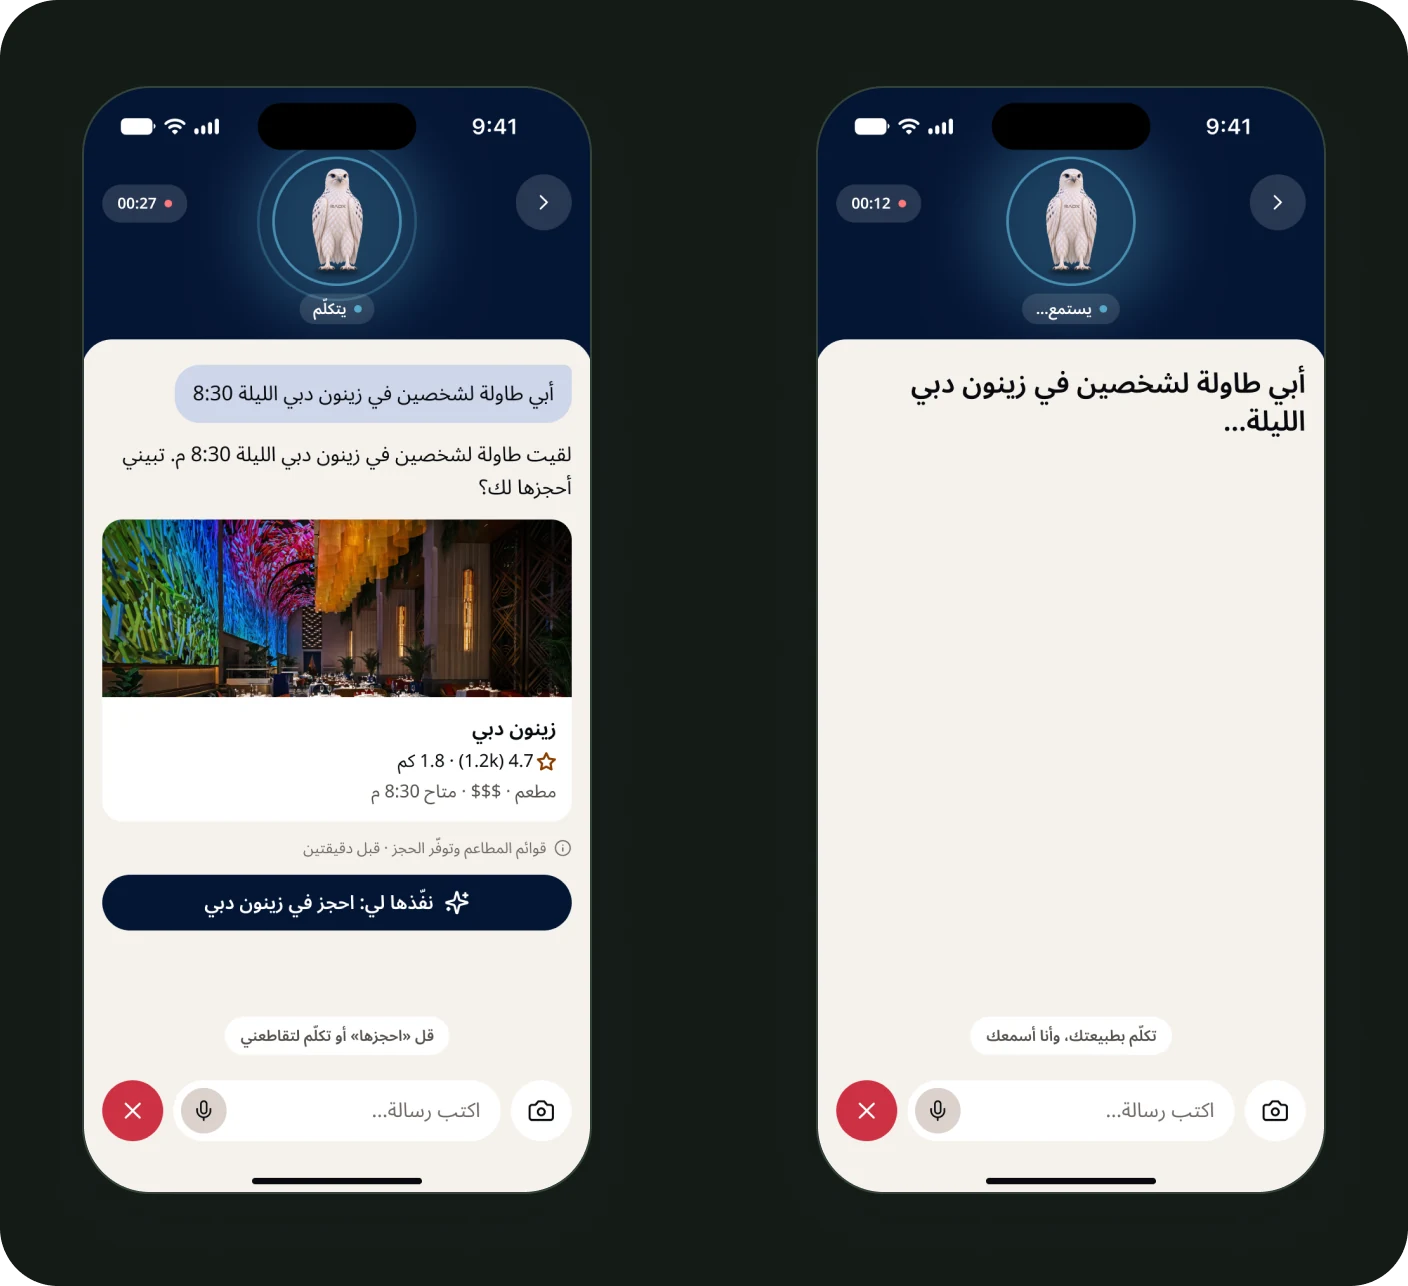 9:41
00:12
يستمع...
أبي طاولة لشخصين في زينون دبي
الليلة...
تكلّم بطبيعتك، وأنا أسمعك
اكتب رسالة...
9:41
00:27
يتكلّم
أبي طاولة لشخصين في زينون دبي الليلة 8:30
لقيت طاولة لشخصين في زينون دبي الليلة 8:30 م. تبيني
أحجزها لك؟
زينون دبي
4.7 (1.2k) · 1.8 كم
مطعم · $$$ · متاح 8:30 م
قوائم المطاعم وتوفّر الحجز · قبل دقيقتين
نفّذها لي: احجز في زينون دبي
قل «احجزها» أو تكلّم لتقاطعني
اكتب رسالة...